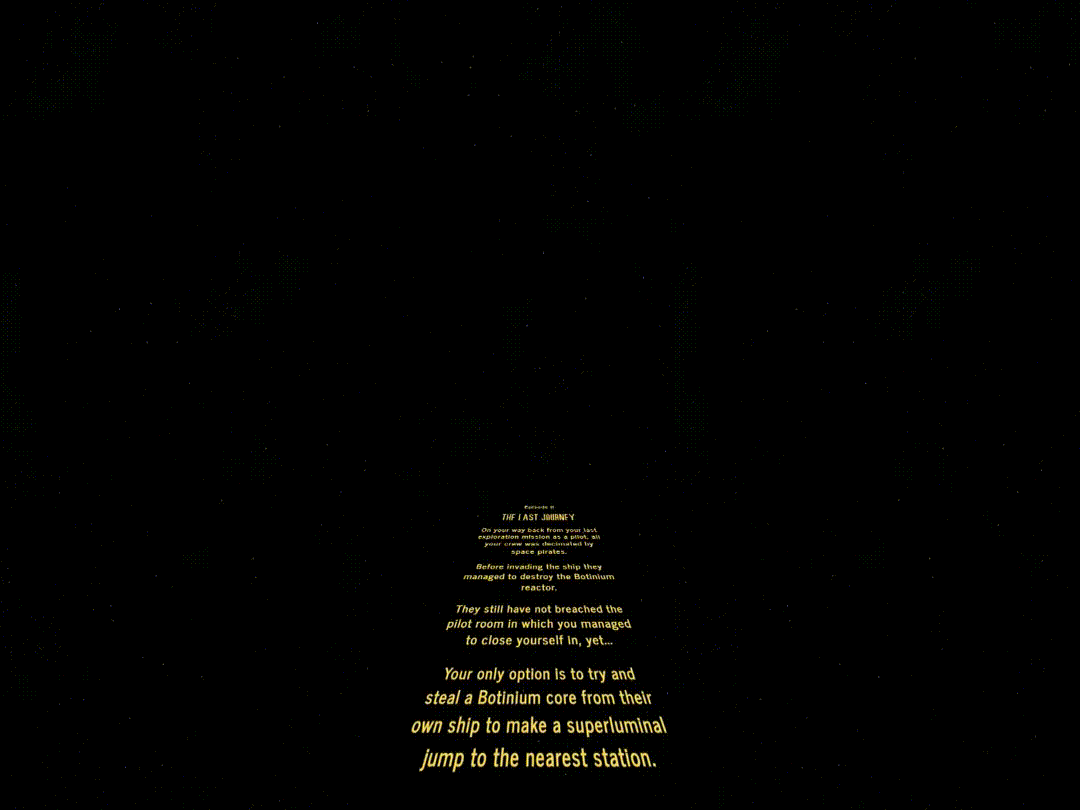 Episode
THE LAST JOURNEY
On your way back from your last
exploration mission as a pilot, all
your crew was decimated by
space pirates.
Before invading the ship they
managed to destroy the Botinium
reactor.
They still have not breached the
pilot room in which you managed
to close yourself in, yet...
Your only option is to try and
steal a Botinium core from their
own ship to make a superluminal
jump to the nearest station.